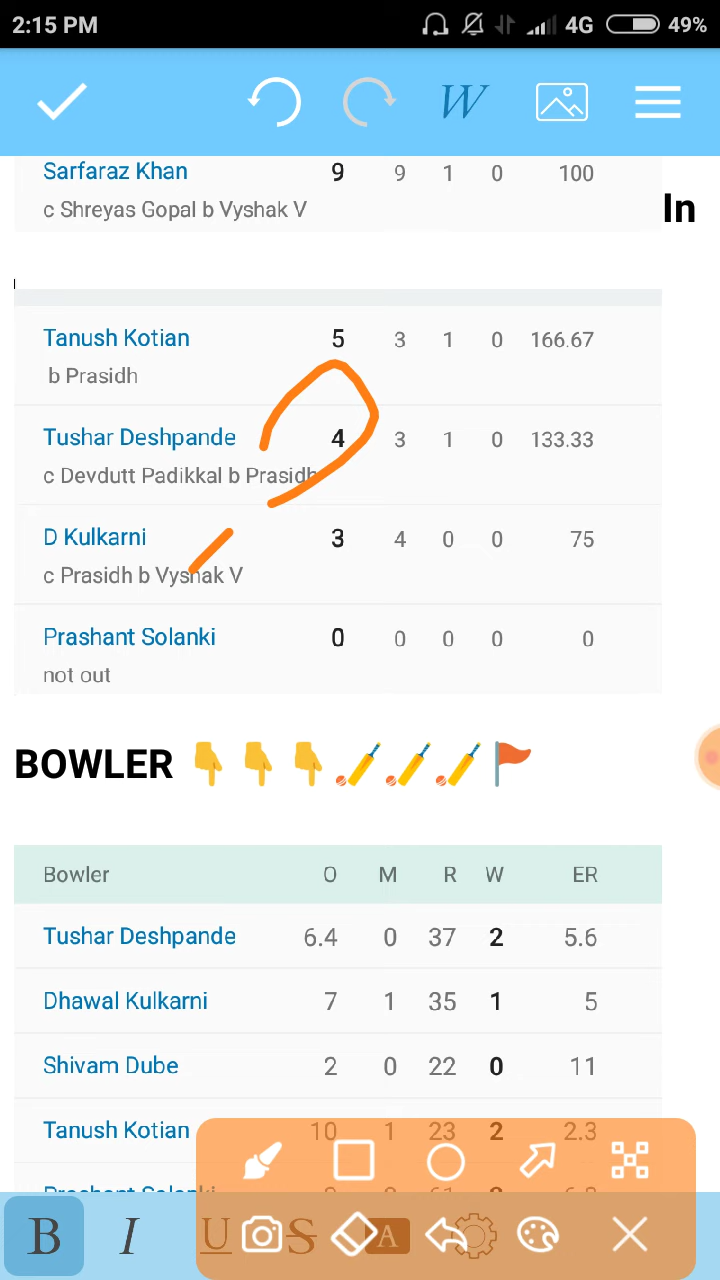 2:15 PM 4G 49%
W
Sarfaraz Khan 9 9 1 0 100
c Shreyas Gopal b Vyshak V
In
Tanush Kotian 5 3 1 0 166.67
b Prasidh
Tushar Deshpande 4 3 1 0 133.33
c Devdutt Padikkal b Prasidh
D Kulkarni 3 4 0 0 75
c Prasidh b Vyshak V
Prashant Solanki 0 0 0 0 0
not out
BOWLER 👇👇👇🏏🏏🏏🚩
Bowler O M R W ER
Tushar Deshpande 6.4 0 37 2 5.6
Dhawal Kulkarni 7 1 35 1 5
Shivam Dube 2 0 22 0 11
Tanush Kotian 10 1 23 2 2.3
B I U S A